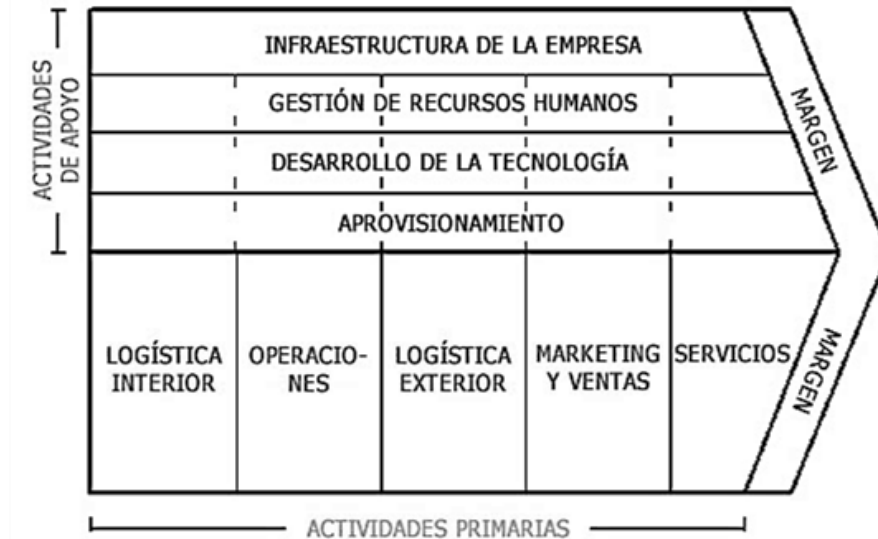 ACTIVIDADES
DE APOYO
INFRAESTRUCTURA DE LA EMPRESA
GESTIÓN DE RECURSOS HUMANOS
DESARROLLO DE LA TECNOLOGÍA
APROVISIONAMIENTO
MARGEN
LOGÍSTICA
INTERIOR
OPERACIO-
NES
LOGÍSTICA
EXTERIOR
MARKETING
Y VENTAS
SERVICIOS
MARGEN
ACTIVIDADES PRIMARIAS